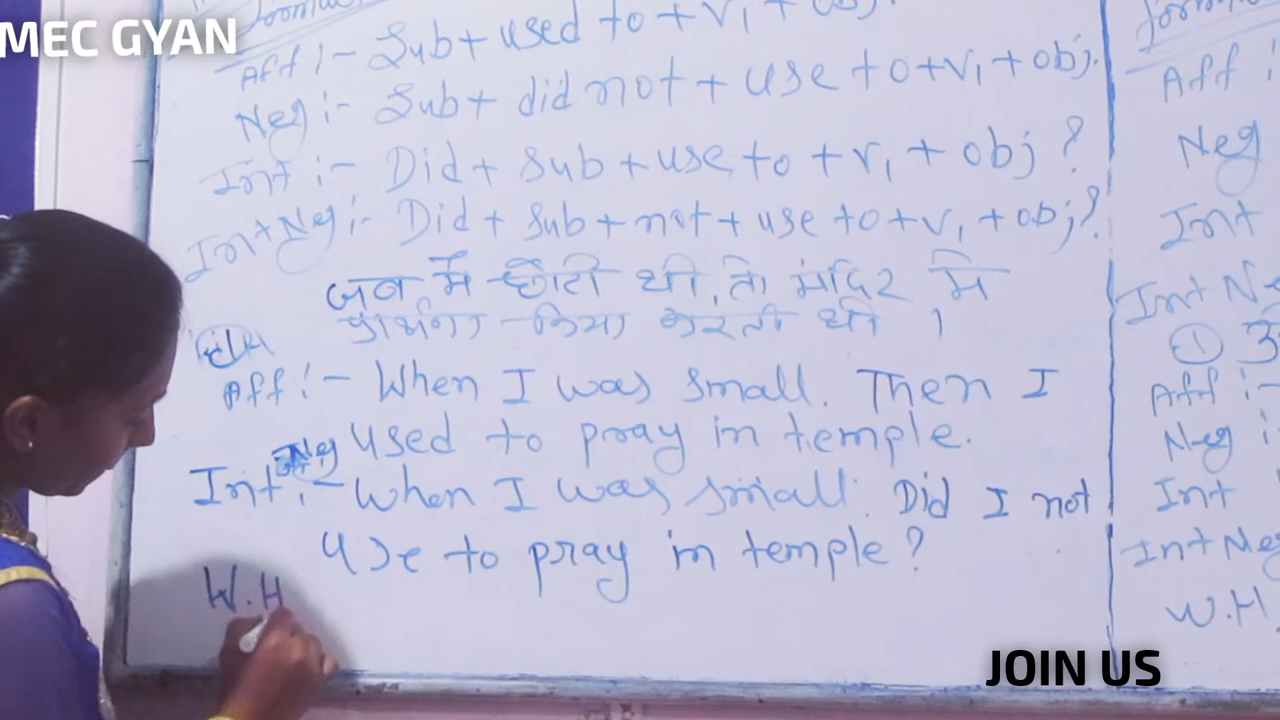 MEC GYAN
Aff :- Sub + used to + V₁ + obj.
Neg :- Sub + did not + use to + V₁ + obj.
Int :- Did + Sub + use to + V₁ + obj ?
Int Neg :- Did + Sub + not + use to + V₁ + obj ?
जब मैं छोटी थी, तो मंदिर में
प्रार्थना किया करती थी ।
Aff :- When I was small. Then I
used to pray in temple.
Int Neg :- When I was small. Did I not
use to pray in temple ?
W.H
Aff :
Neg
Int
Int Ne
①
Aff :-
Neg :
Int
Int Neg
W.H
JOIN US